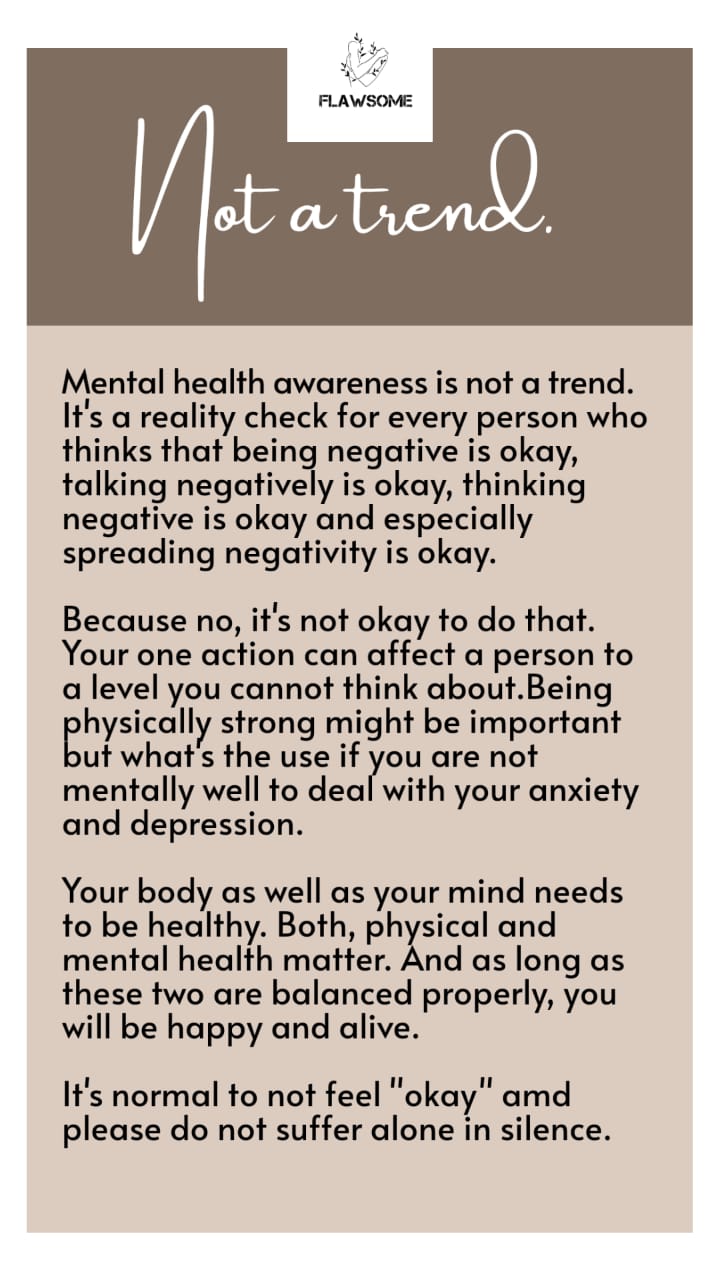 FLAWSOME
Not a trend.
Mental health awareness is not a trend.
It's a reality check for every person who
thinks that being negative is okay,
talking negatively is okay, thinking
negative is okay and especially
spreading negativity is okay.
Because no, it's not okay to do that.
Your one action can affect a person to
a level you cannot think about.Being
physically strong might be important
but what's the use if you are not
mentally well to deal with your anxiety
and depression.
Your body as well as your mind needs
to be healthy. Both, physical and
mental health matter. And as long as
these two are balanced properly, you
will be happy and alive.
It's normal to not feel "okay" amd
please do not suffer alone in silence.